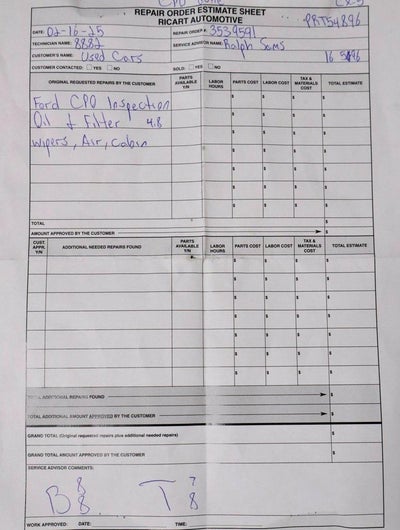 REPAIR ORDER ESTIMATE SHEET
RICART AUTOMOTIVE
PRT54896
DATE: 02-16-25 REPAIR ORDER #: 3539591
TECHNICIAN NAME: 8882 SERVICE ADVISOR NAME: Ralph Sams
CUSTOMER'S NAME: Used Cars 16
CUSTOMER CONTACTED: YES NO SOLD: YES NO
ORIGINAL REQUESTED REPAIRS BY THE CUSTOMER PARTS AVAILABLE Y/N LABOR HOURS PARTS COST LABOR COST TAX & MATERIALS COST TOTAL ESTIMATE
Ford CPO Inspection $ $ $ $
Oil & Filter 4.8 $ $ $ $
wipers, Air, Cabin $ $ $ $
$ $ $ $
$ $ $ $
$ $ $ $
$ $ $ $
TOTAL $
AMOUNT APPROVED BY THE CUSTOMER $
CUST. APPR. Y/N ADDITIONAL NEEDED REPAIRS FOUND PARTS AVAILABLE Y/N LABOR HOURS PARTS COST LABOR COST TAX & MATERIALS COST TOTAL ESTIMATE
$ $ $ $
$ $ $ $
$ $ $ $
$ $ $ $
$ $ $ $
$ $ $ $
$ $ $ $
TOTAL ADDITIONAL REPAIRS FOUND $
TOTAL ADDITIONAL AMOUNT APPROVED BY THE CUSTOMER $
GRAND TOTAL (Original requested repairs plus additional needed repairs) $
GRAND TOTAL AMOUNT APPROVED BY THE CUSTOMER $
SERVICE ADVISOR COMMENTS:
B 8 8 T 7 8
WORK APPROVED: DATE: TIME: